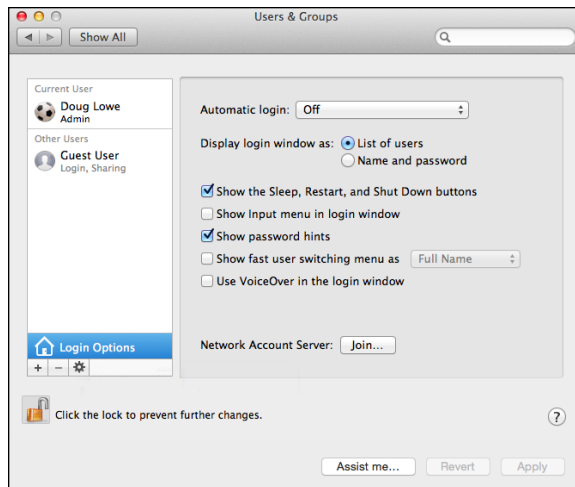 Users & Groups
Show All
Current User
Doug Lowe
Admin
Other Users
Guest User
Login, Sharing
Login Options
+ −
Automatic login: Off
Display login window as: List of users
Name and password
Show the Sleep, Restart, and Shut Down buttons
Show Input menu in login window
Show password hints
Show fast user switching menu as Full Name
Use VoiceOver in the login window
Network Account Server: Join...
Click the lock to prevent further changes.
?
Assist me... Revert Apply